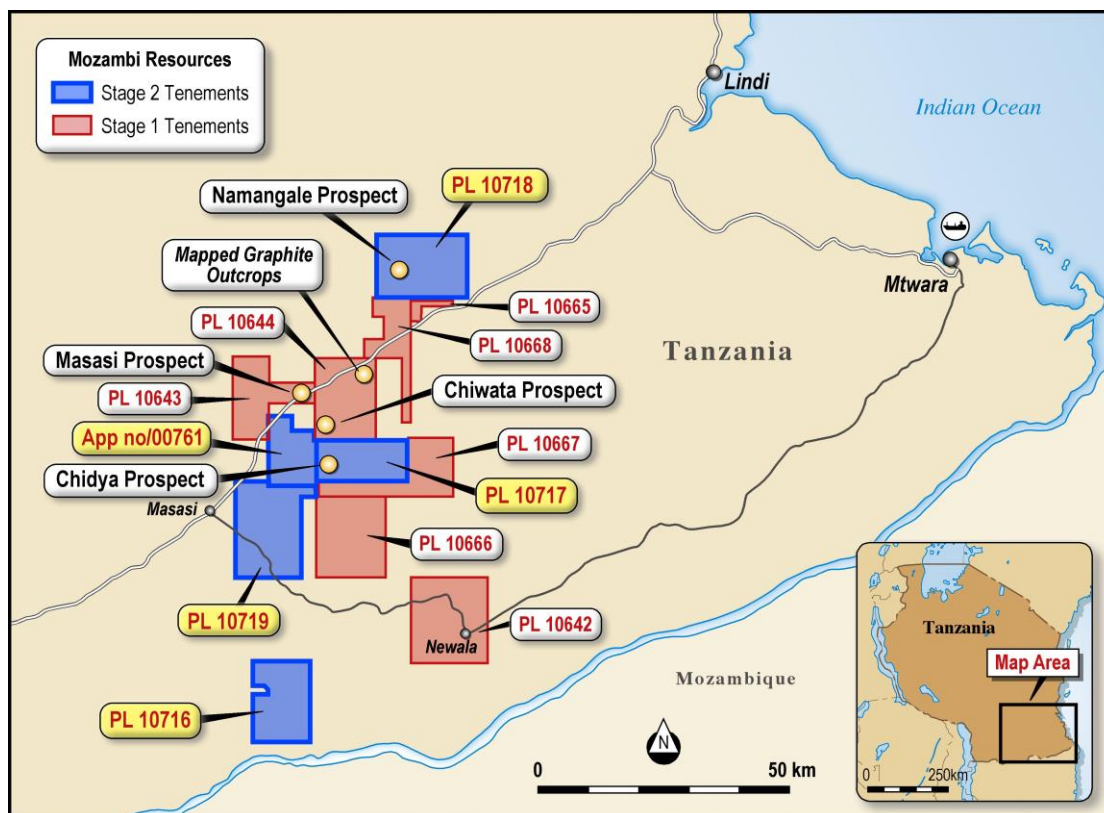 Mozambi Resources
Stage 2 Tenements
Stage 1 Tenements
Lindi
Indian Ocean
Namangale Prospect
PL 10718
Mapped Graphite
Outcrops
Mtwara
PL 10665
PL 10644
PL 10668
Tanzania
Masasi Prospect
PL 10643
Chiwata Prospect
App no/00761
PL 10667
Chidya Prospect
PL 10717
Masasi
PL 10666
PL 10719
PL 10642
Newala
Mozambique
PL 10716
N
0
50 km
Tanzania
Map Area
0
250km